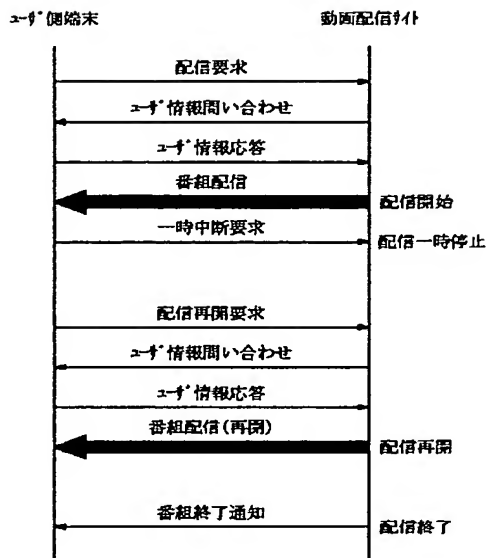 ﾕｰｻﾞ側端末 動画配信ｻｲﾄ
配信要求
ﾕｰｻﾞ情報問い合わせ
ﾕｰｻﾞ情報応答
番組配信
配信開始
一時中断要求
配信一時停止
配信再開要求
ﾕｰｻﾞ情報問い合わせ
ﾕｰｻﾞ情報応答
番組配信(再開)
配信再開
番組終了通知
配信終了